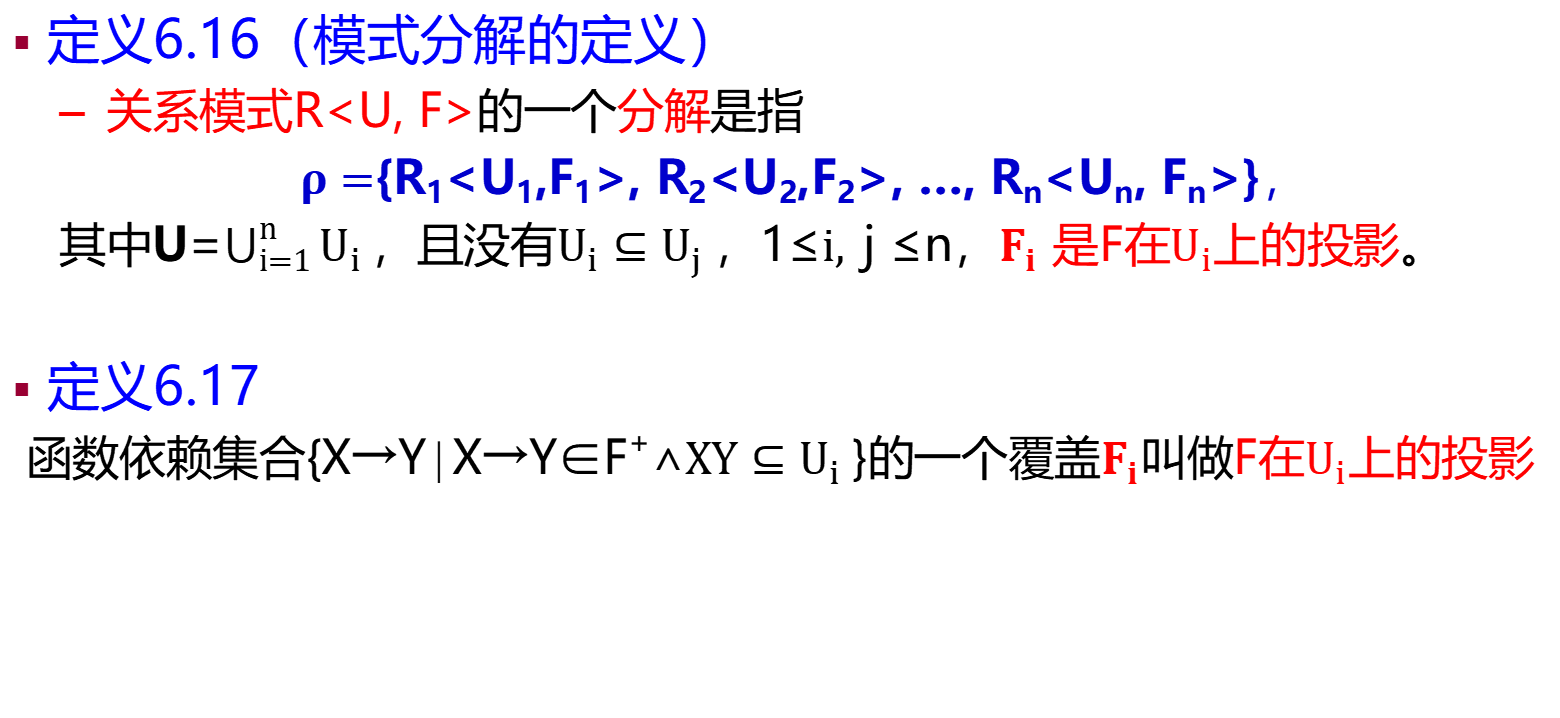 ▪ 定义6.16（模式分解的定义）
– 关系模式R<U, F>的一个分解是指
ρ ={R₁<U₁,F₁>, R₂<U₂,F₂>, …, Rₙ<Uₙ, Fₙ>}，
其中U=⋃ⁿᵢ₌₁ Uᵢ ，且没有Uᵢ ⊆ Uⱼ ，1≤i, j ≤n，Fᵢ 是F在Uᵢ上的投影。
▪ 定义6.17
函数依赖集合{X→Y | X→Y∈F⁺∧XY ⊆ Uᵢ }的一个覆盖Fᵢ叫做F在Uᵢ上的投影